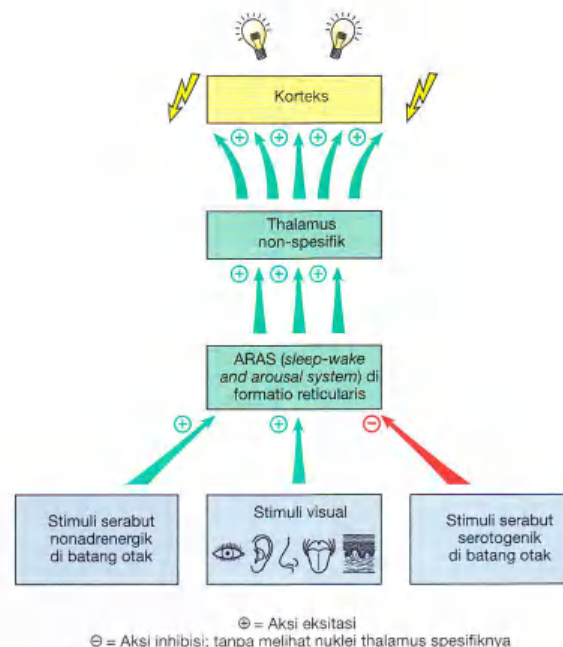 Korteks
⊕ ⊕ ⊕ ⊕
Thalamus
non-spesifik
⊕ ⊕ ⊕
ARAS (sleep-wake
and arousal system) di
formatio reticularis
⊕ ⊕ ⊖
Stimuli serabut
nonadrenergik
di batang otak
Stimuli visual
Stimuli serabut
serotogenik
di batang otak
⊕ = Aksi eksitasi
⊖ = Aksi inhibisi; tanpa melihat nuklei thalamus spesifiknya